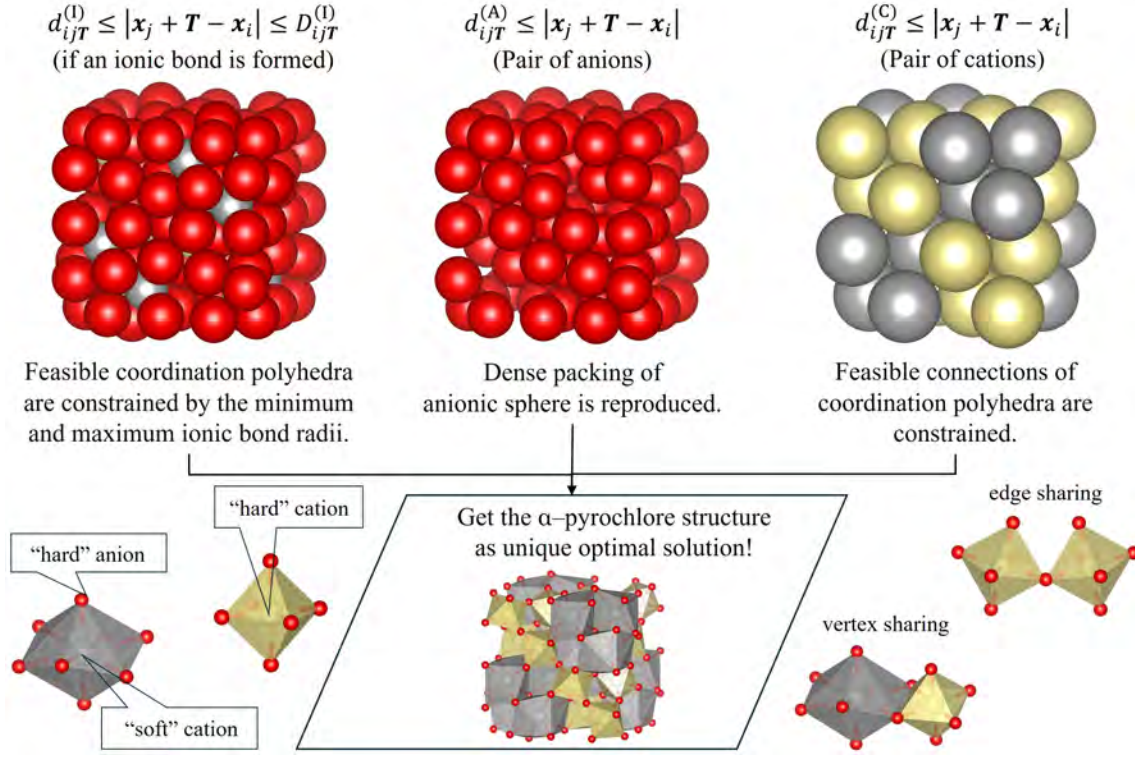 d_{ijT}^{(I)} ≤ |x_j + T − x_i| ≤ D_{ijT}^{(I)}
(if an ionic bond is formed)
d_{ijT}^{(A)} ≤ |x_j + T − x_i|
(Pair of anions)
d_{ijT}^{(C)} ≤ |x_j + T − x_i|
(Pair of cations)
Feasible coordination polyhedra
are constrained by the minimum
and maximum ionic bond radii.
Dense packing of
anionic sphere is reproduced.
Feasible connections of
coordination polyhedra are
constrained.
“hard” anion
“hard” cation
“soft” cation
Get the α–pyrochlore structure
as unique optimal solution!
edge sharing
vertex sharing